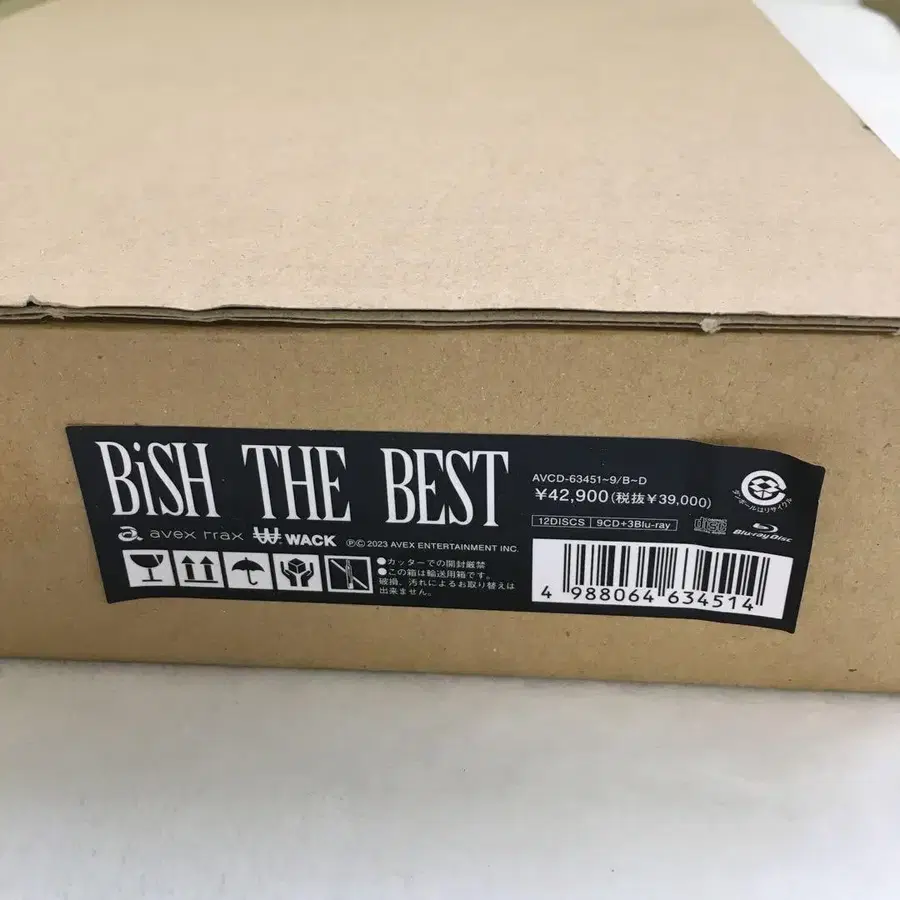 BiSH THE BEST
avex trax WACK ℗© 2023 AVEX ENTERTAINMENT INC.
●カッターでの開封厳禁
●この箱は輸送用箱です。
破損、汚れによるお取り替えは
出来ません。
AVCD-63451~9/B~D
¥42,900(税抜¥39,000)
12DISCS 9CD+3Blu-ray
4 988064 634514
ダンボールはリサイクル
Blu-ray Disc